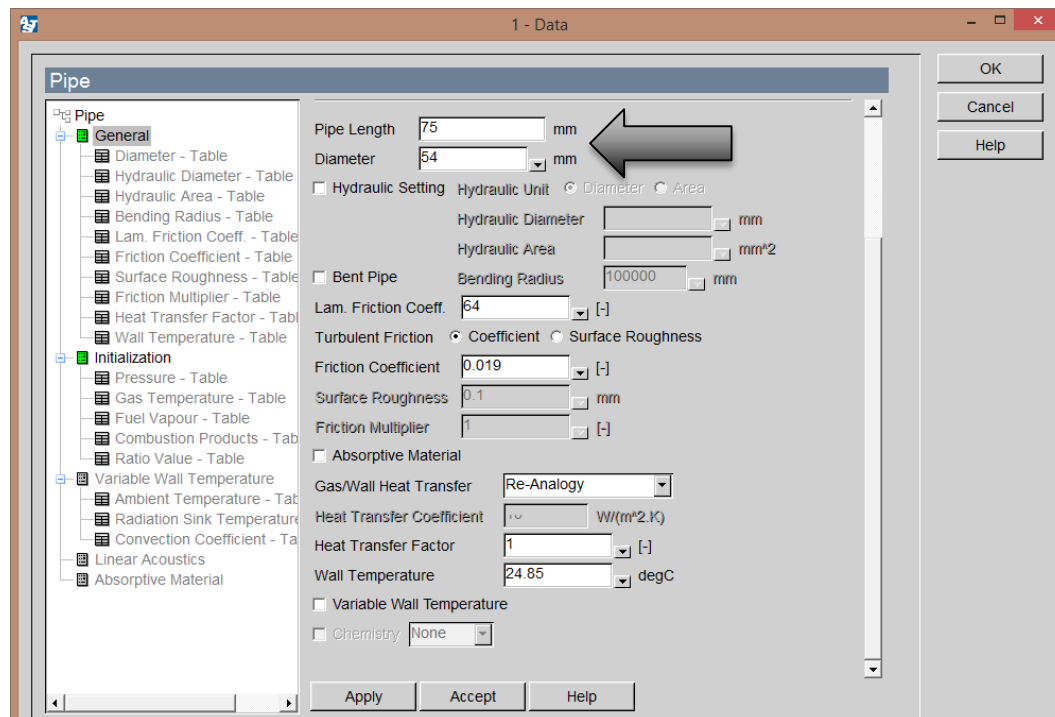 1 - Data
OK
Cancel
Help
Pipe
Pipe
General
Diameter - Table
Hydraulic Diameter - Table
Hydraulic Area - Table
Bending Radius - Table
Lam. Friction Coeff. - Table
Friction Coefficient - Table
Surface Roughness - Table
Friction Multiplier - Table
Heat Transfer Factor - Tabl
Wall Temperature - Table
Initialization
Pressure - Table
Gas Temperature - Table
Fuel Vapour - Table
Combustion Products - Tab
Ratio Value - Table
Variable Wall Temperature
Ambient Temperature - Tab
Radiation Sink Temperature
Convection Coefficient - Ta
Linear Acoustics
Absorptive Material
Pipe Length 75 mm
Diameter 54 mm
Hydraulic Setting Hydraulic Unit Diameter Area
Hydraulic Diameter mm
Hydraulic Area mm^2
Bent Pipe Bending Radius 100000 mm
Lam. Friction Coeff. 64 [-]
Turbulent Friction Coefficient Surface Roughness
Friction Coefficient 0.019 [-]
Surface Roughness 0.1 mm
Friction Multiplier 1 [-]
Absorptive Material
Gas/Wall Heat Transfer Re-Analogy
Heat Transfer Coefficient W/(m^2.K)
Heat Transfer Factor 1 [-]
Wall Temperature 24.85 degC
Variable Wall Temperature
Chemistry None
Apply Accept Help